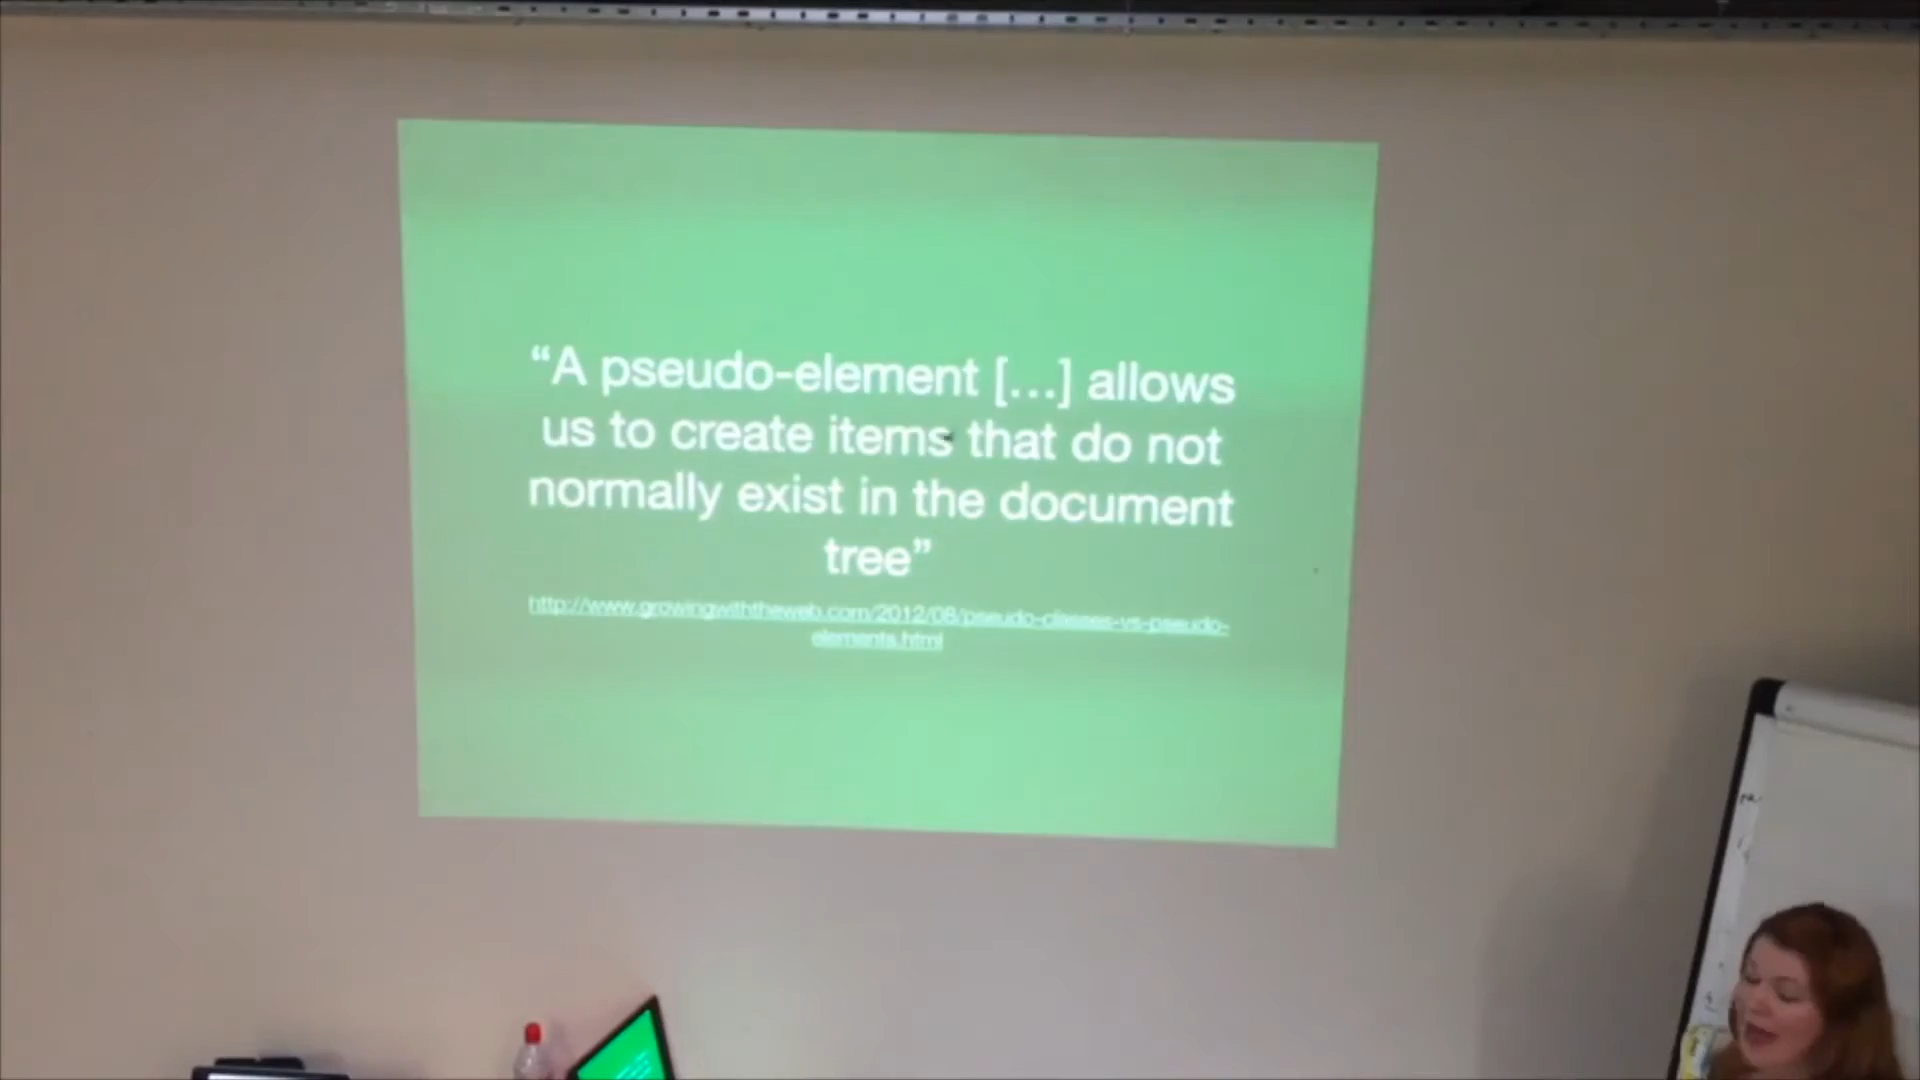 “A pseudo-element [...] allows
us to create items that do not
normally exist in the document
tree”
http://www.growingwiththeweb.com/2012/08/pseudo-classes-vs-pseudo-
elements.html